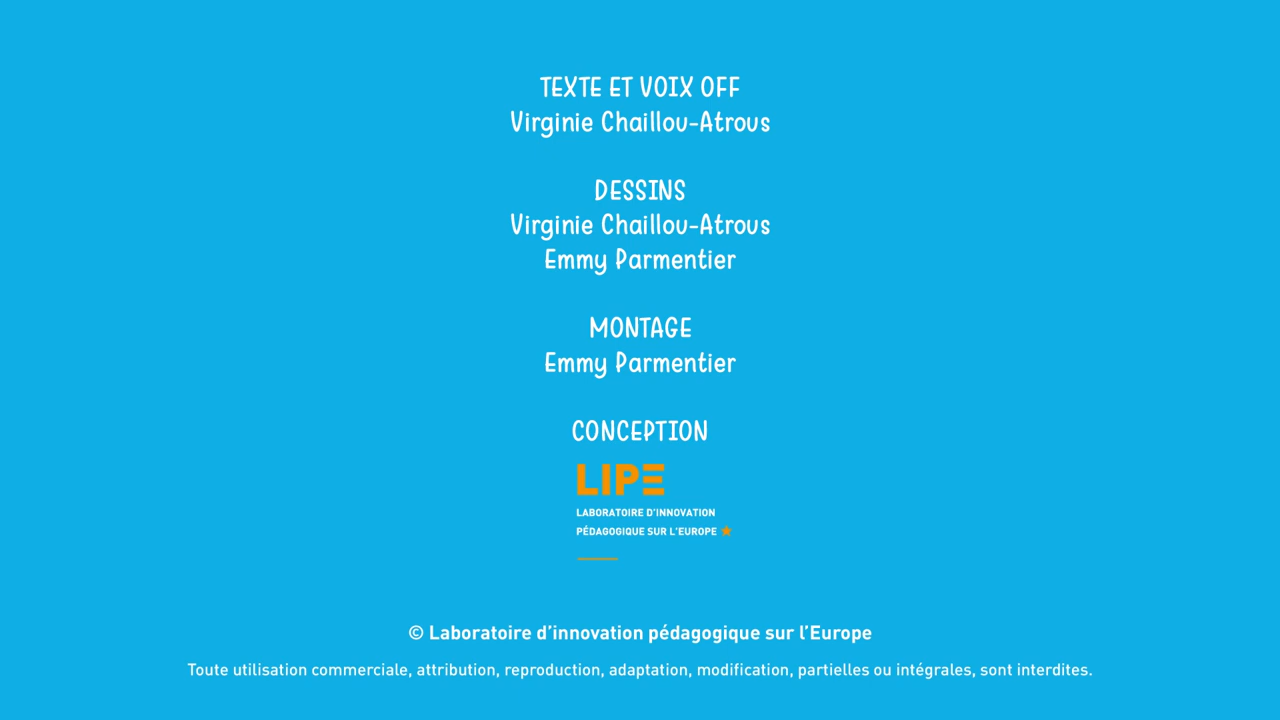 TEXTE ET VOIX OFF
Virginie Chaillou-Atrous
DESSINS
Virginie Chaillou-Atrous
Emmy Parmentier
MONTAGE
Emmy Parmentier
CONCEPTION
LIPE
LABORATOIRE D'INNOVATION
PÉDAGOGIQUE SUR L'EUROPE
© Laboratoire d'innovation pédagogique sur l'Europe
Toute utilisation commerciale, attribution, reproduction, adaptation, modification, partielles ou intégrales, sont interdites.